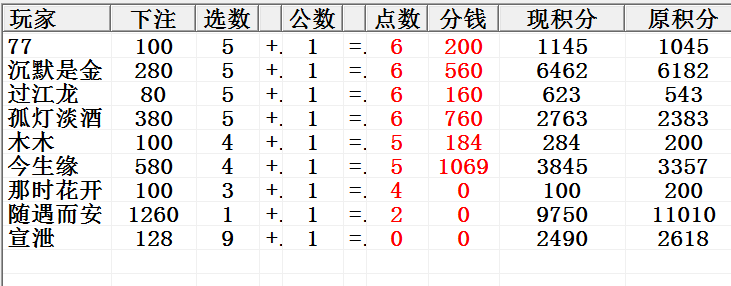 玩家 下注 选数 公数 点数 分钱 现积分 原积分
77 100 5 +. 1 =. 6 200 1145 1045
沉默是金 280 5 +. 1 =. 6 560 6462 6182
过江龙 80 5 +. 1 =. 6 160 623 543
孤灯淡酒 380 5 +. 1 =. 6 760 2763 2383
木木 100 4 +. 1 =. 5 184 284 200
今生缘 580 4 +. 1 =. 5 1069 3845 3357
那时花开 100 3 +. 1 =. 4 0 100 200
随遇而安 1260 1 +. 1 =. 2 0 9750 11010
宣泄 128 9 +. 1 =. 0 0 2490 2618